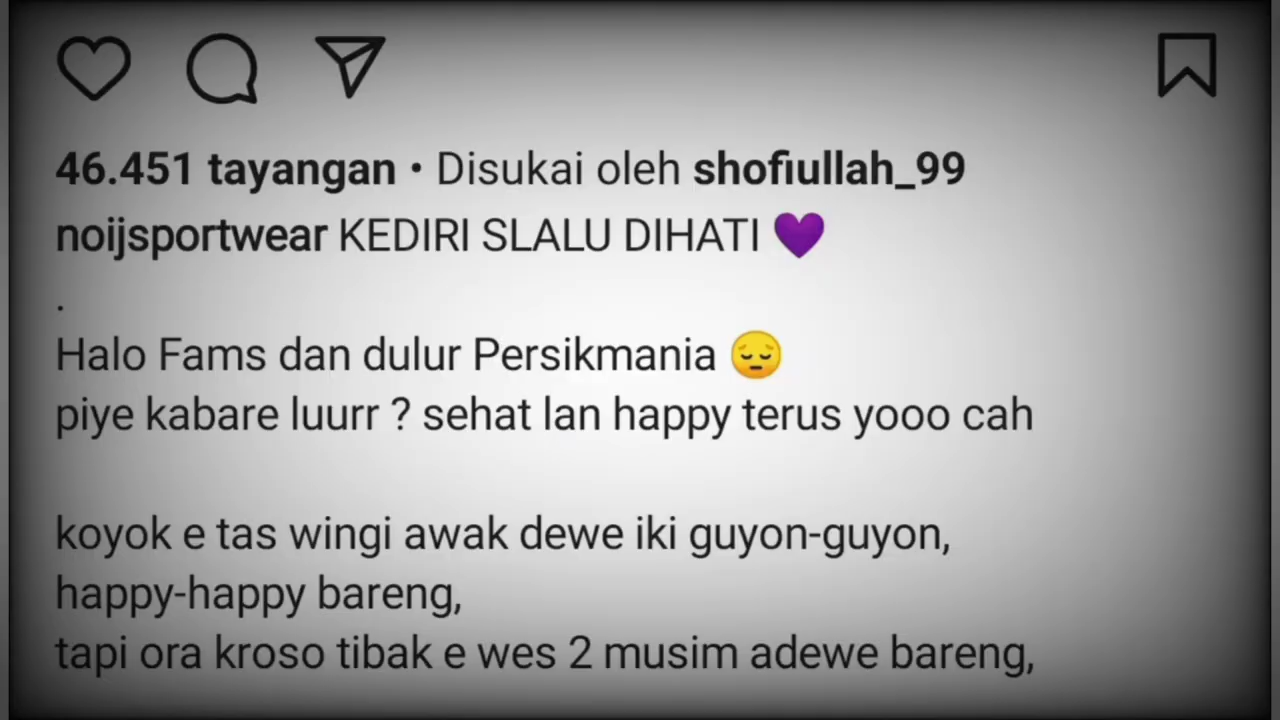 46.451 tayangan • Disukai oleh shofiullah_99
noijsportwear KEDIRI SLALU DIHATI 💜
.
Halo Fams dan dulur Persikmania 😔
piye kabare luurr ? sehat lan happy terus yooo cah
koyok e tas wingi awak dewe iki guyon-guyon,
happy-happy bareng,
tapi ora kroso tibak e wes 2 musim adewe bareng,